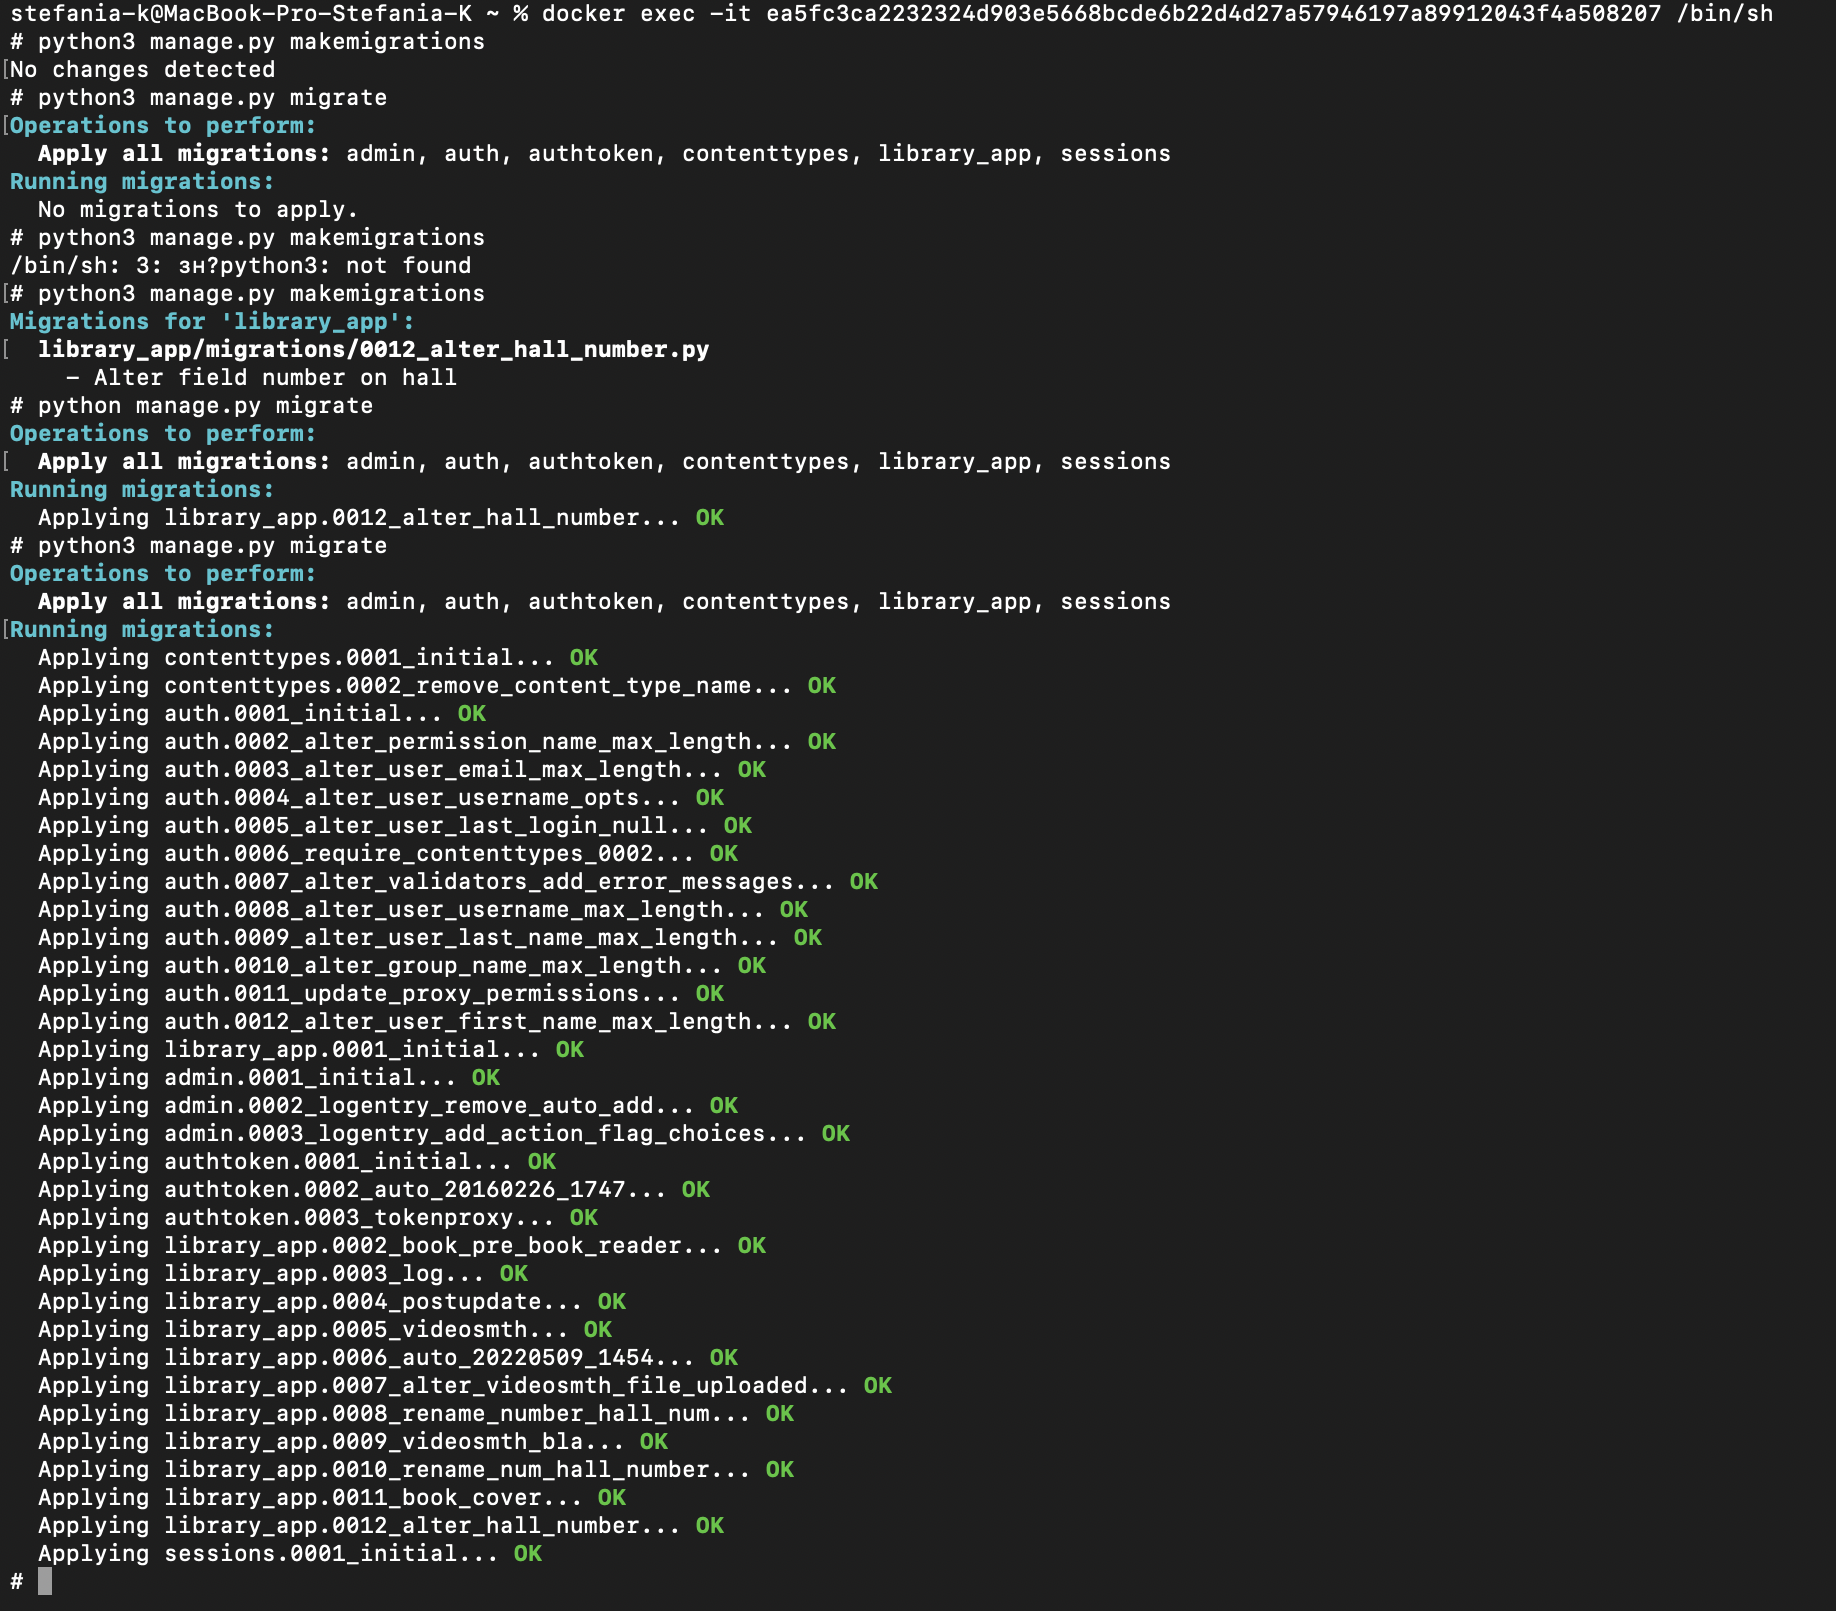 stefania-k@MacBook-Pro-Stefania-K ~ % docker exec -it ea5fc3ca2232324d903e5668bcde6b22d4d27a57946197a89912043f4a508207 /bin/sh
# python3 manage.py makemigrations
[No changes detected
# python3 manage.py migrate
[Operations to perform:
  Apply all migrations: admin, auth, authtoken, contenttypes, library_app, sessions
Running migrations:
  No migrations to apply.
# python3 manage.py makemigrations
/bin/sh: 3: зн?python3: not found
[# python3 manage.py makemigrations
Migrations for 'library_app':
[  library_app/migrations/0012_alter_hall_number.py
    - Alter field number on hall
# python manage.py migrate
Operations to perform:
[  Apply all migrations: admin, auth, authtoken, contenttypes, library_app, sessions
Running migrations:
  Applying library_app.0012_alter_hall_number... OK
# python3 manage.py migrate
Operations to perform:
  Apply all migrations: admin, auth, authtoken, contenttypes, library_app, sessions
[Running migrations:
  Applying contenttypes.0001_initial... OK
  Applying contenttypes.0002_remove_content_type_name... OK
  Applying auth.0001_initial... OK
  Applying auth.0002_alter_permission_name_max_length... OK
  Applying auth.0003_alter_user_email_max_length... OK
  Applying auth.0004_alter_user_username_opts... OK
  Applying auth.0005_alter_user_last_login_null... OK
  Applying auth.0006_require_contenttypes_0002... OK
  Applying auth.0007_alter_validators_add_error_messages... OK
  Applying auth.0008_alter_user_username_max_length... OK
  Applying auth.0009_alter_user_last_name_max_length... OK
  Applying auth.0010_alter_group_name_max_length... OK
  Applying auth.0011_update_proxy_permissions... OK
  Applying auth.0012_alter_user_first_name_max_length... OK
  Applying library_app.0001_initial... OK
  Applying admin.0001_initial... OK
  Applying admin.0002_logentry_remove_auto_add... OK
  Applying admin.0003_logentry_add_action_flag_choices... OK
  Applying authtoken.0001_initial... OK
  Applying authtoken.0002_auto_20160226_1747... OK
  Applying authtoken.0003_tokenproxy... OK
  Applying library_app.0002_book_pre_book_reader... OK
  Applying library_app.0003_log... OK
  Applying library_app.0004_postupdate... OK
  Applying library_app.0005_videosmth... OK
  Applying library_app.0006_auto_20220509_1454... OK
  Applying library_app.0007_alter_videosmth_file_uploaded... OK
  Applying library_app.0008_rename_number_hall_num... OK
  Applying library_app.0009_videosmth_bla... OK
  Applying library_app.0010_rename_num_hall_number... OK
  Applying library_app.0011_book_cover... OK
  Applying library_app.0012_alter_hall_number... OK
  Applying sessions.0001_initial... OK
#